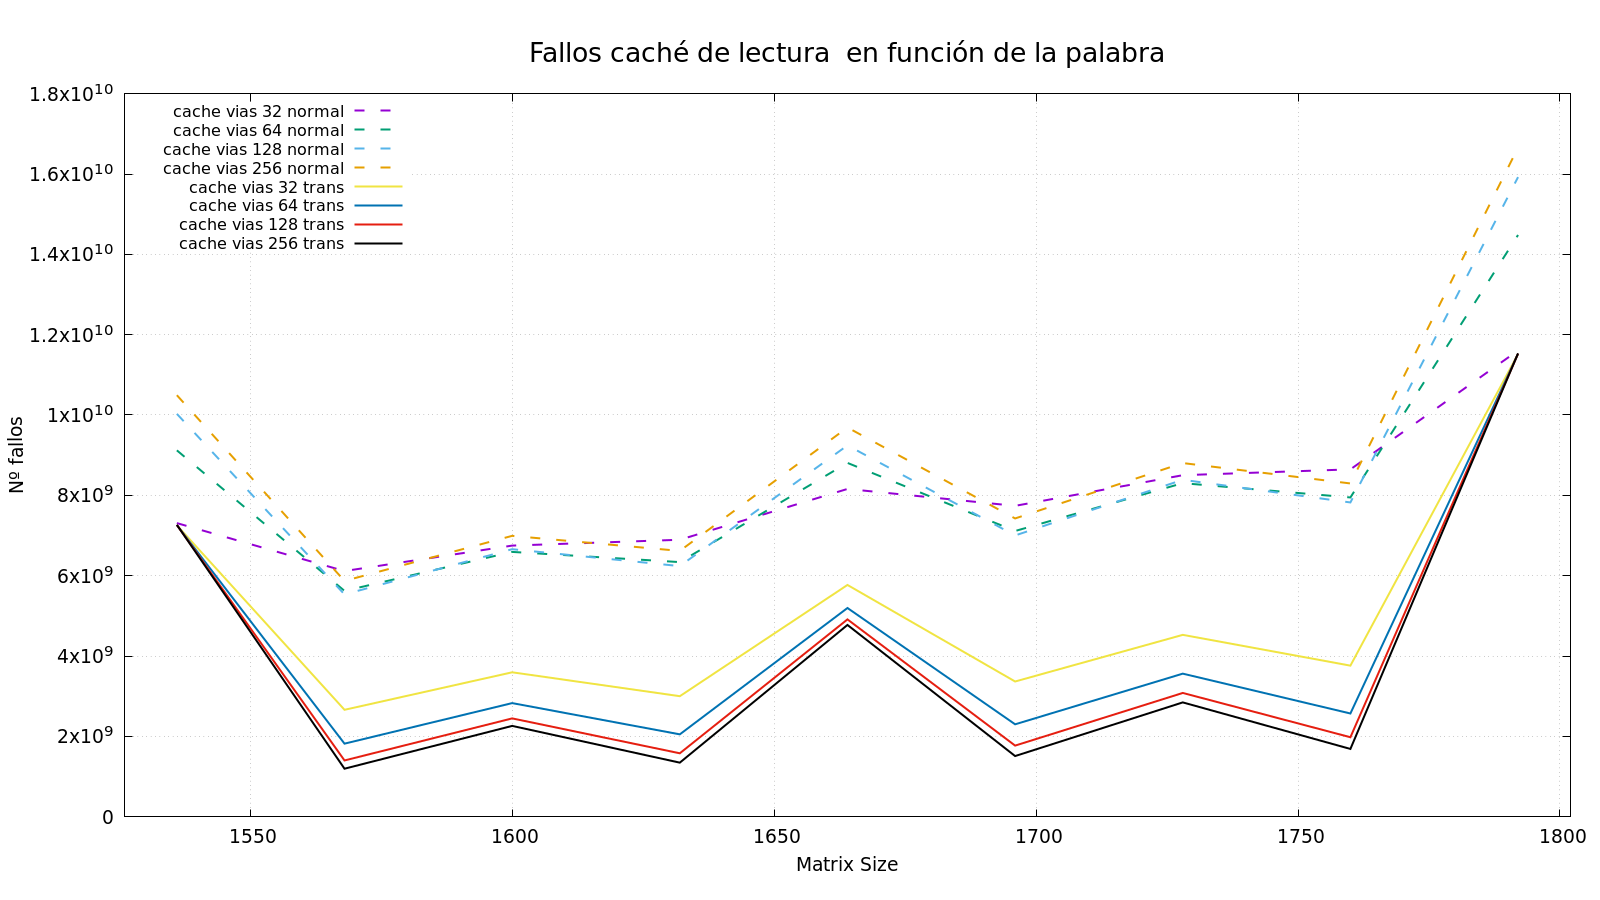 Fallos caché de lectura  en función de la palabra
cache vias 32 normal
cache vias 64 normal
cache vias 128 normal
cache vias 256 normal
cache vias 32 trans
cache vias 64 trans
cache vias 128 trans
cache vias 256 trans
1.8x10^10
1.6x10^10
1.4x10^10
1.2x10^10
1x10^10
8x10^9
6x10^9
4x10^9
2x10^9
0
Nº fallos
1550 1600 1650 1700 1750 1800
Matrix Size